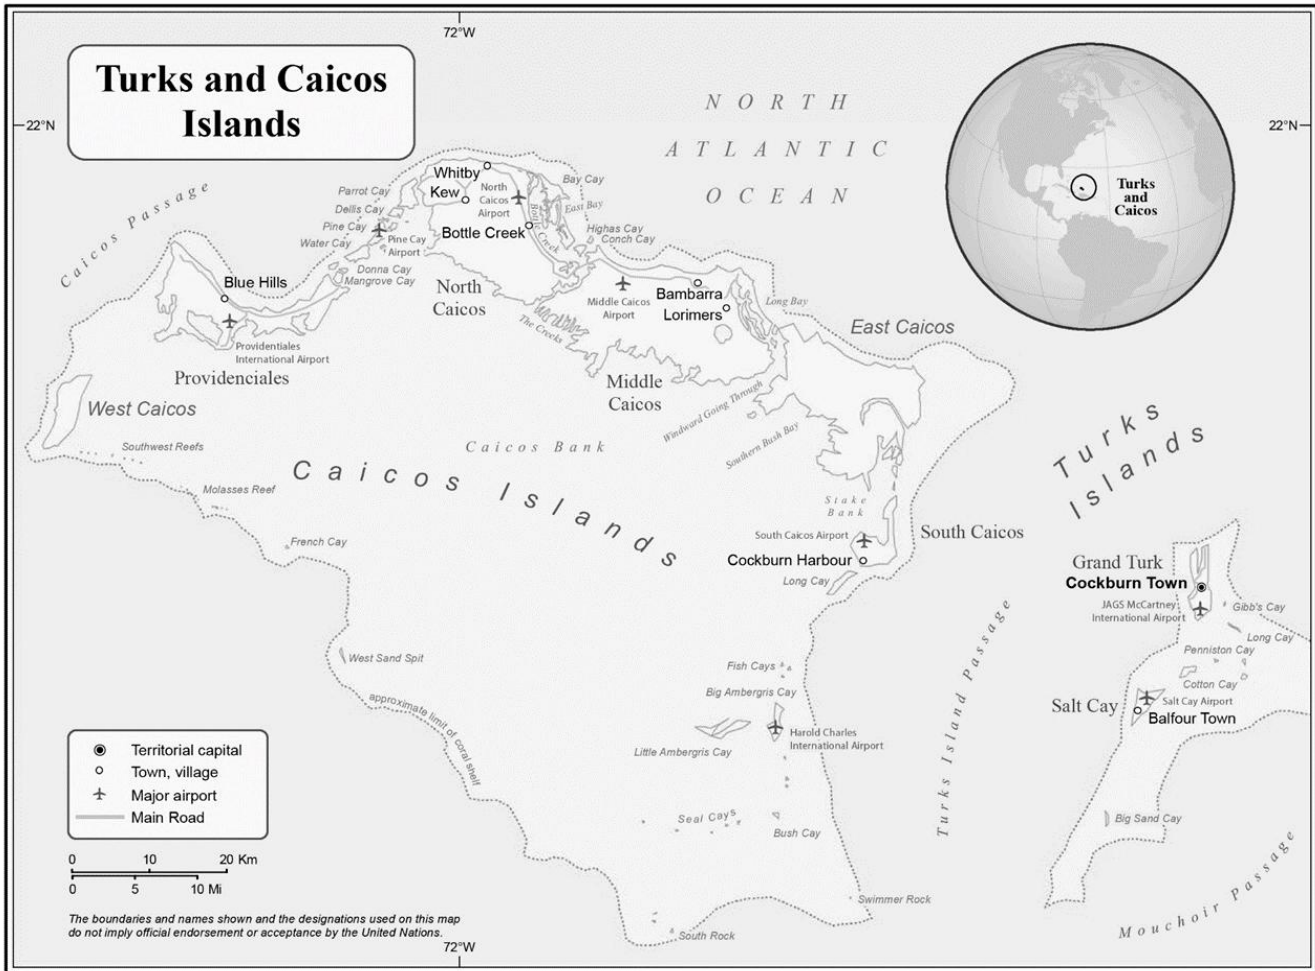 72°W
Turks and Caicos
Islands
22°N
22°N
NORTH
ATLANTIC
OCEAN
Turks
and
Caicos
Caicos Passage
Whitby
Kew
North
Caicos
Airport
Bottle Creek
Bottle Creek
Bay Cay
East Bay
Parrot Cay
Dellis Cay
Pine Cay
Water Cay
Pine Cay
Airport
Donna Cay
Mangrove Cay
Highas Cay
Conch Cay
Blue Hills
Providentiales
International Airport
Providenciales
North
Caicos
The Creeks
Middle Caicos
Airport
Bambarra
Lorimers
Long Bay
East Caicos
Middle
Caicos
Windward Going Through
Southern Bush Bay
West Caicos
Southwest Reefs
Caicos Bank
Molasses Reef
Caicos Islands
French Cay
Stake
Bank
South Caicos Airport
South Caicos
Cockburn Harbour
Long Cay
Turks
Islands
Grand Turk
Cockburn Town
JAGS McCartney
International Airport
Gibb's Cay
Long Cay
Penniston Cay
Cotton Cay
Salt Cay
Salt Cay Airport
Balfour Town
Turks Island Passage
West Sand Spit
approximate limit of coral shelf
Fish Cays
Big Ambergris Cay
Harold Charles
International Airport
Little Ambergris Cay
Seal Cays
Bush Cay
Big Sand Cay
Mouchoir Passage
Swimmer Rock
South Rock
Territorial capital
Town, village
Major airport
Main Road
0 10 20 Km
0 5 10 Mi
The boundaries and names shown and the designations used on this map
do not imply official endorsement or acceptance by the United Nations.
72°W